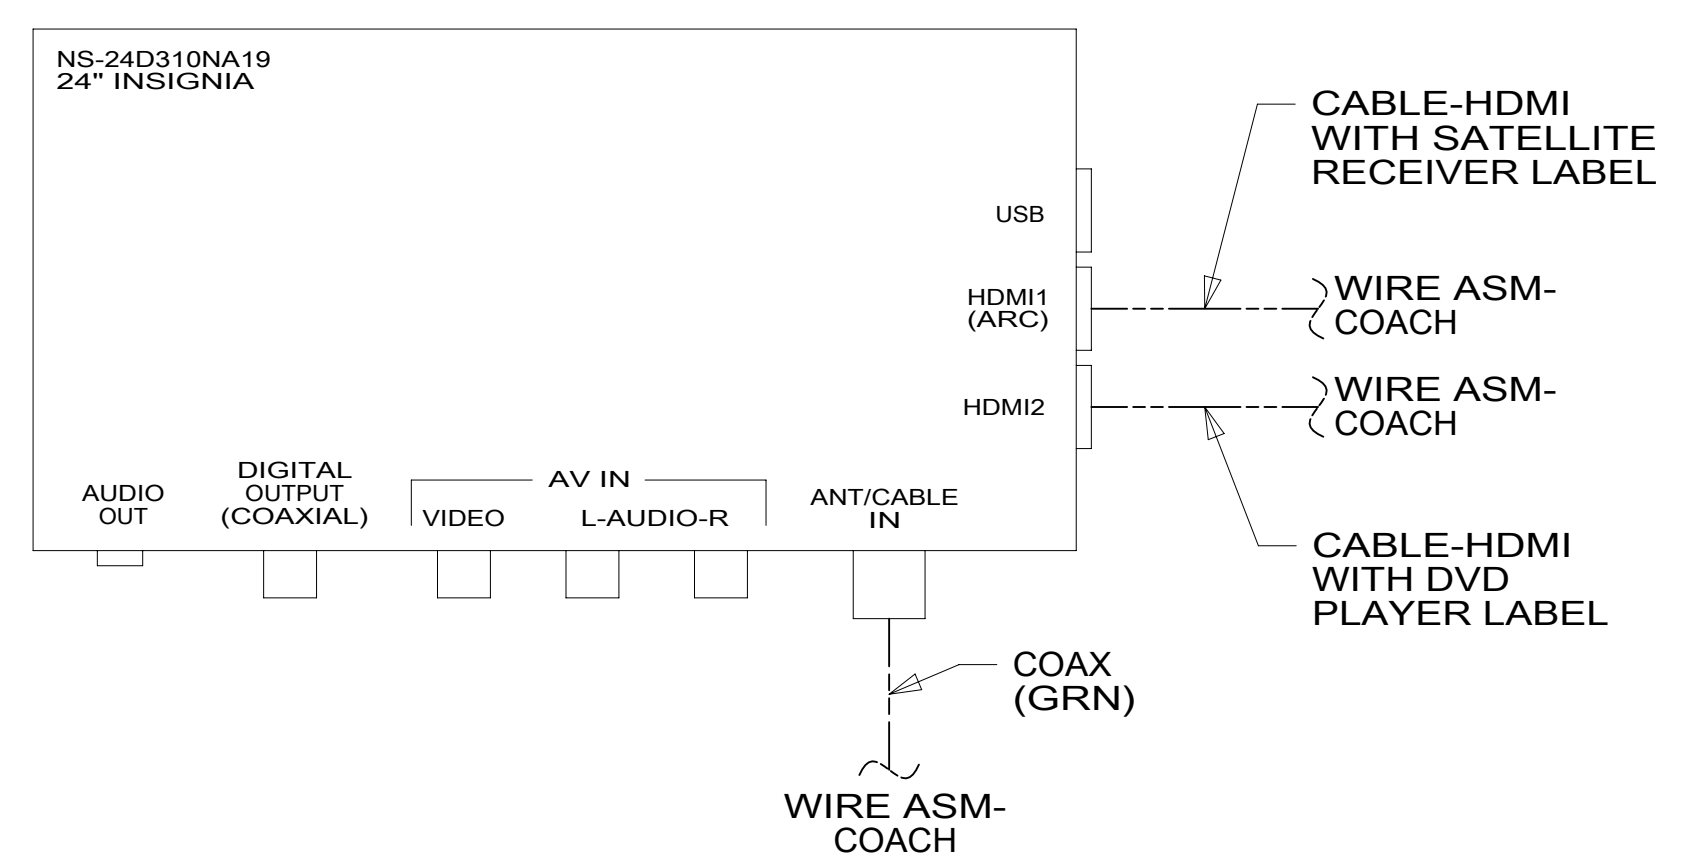 NS-24D310NA19
24" INSIGNIA
CABLE-HDMI
WITH SATELLITE
RECEIVER LABEL
USB
HDMI1
(ARC)
WIRE ASM-
COACH
HDMI2
WIRE ASM-
COACH
AUDIO
OUT
DIGITAL
OUTPUT
(COAXIAL)
AV IN
VIDEO
L-AUDIO-R
ANT/CABLE
IN
CABLE-HDMI
WITH DVD
PLAYER LABEL
COAX
(GRN)
WIRE ASM-
COACH